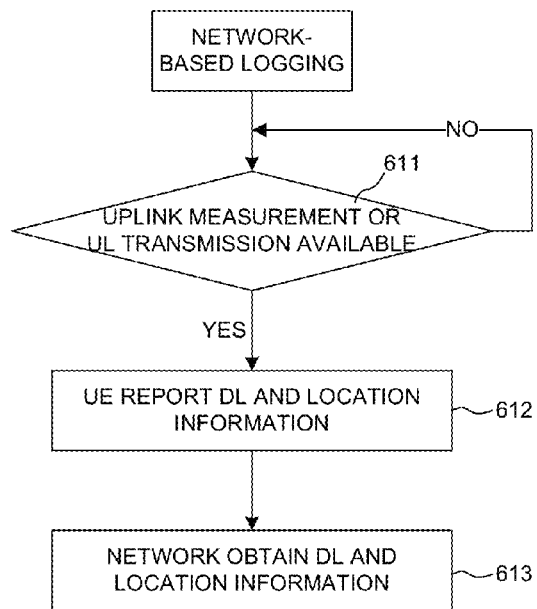 NETWORK-
BASED LOGGING
NO
611
UPLINK MEASUREMENT OR
UL TRANSMISSION AVAILABLE
YES
UE REPORT DL AND LOCATION
INFORMATION
612
NETWORK OBTAIN DL AND
LOCATION INFORMATION
613